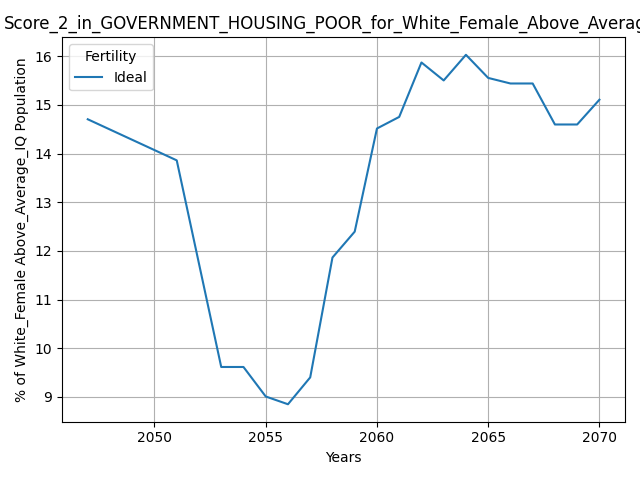 Score_2_in_GOVERNMENT_HOUSING_POOR_for_White_Female_Above_Averag
Fertility
Ideal
% of White_Female Above_Average_IQ Population
16
15
14
13
12
11
10
9
2050 2055 2060 2065 2070
Years